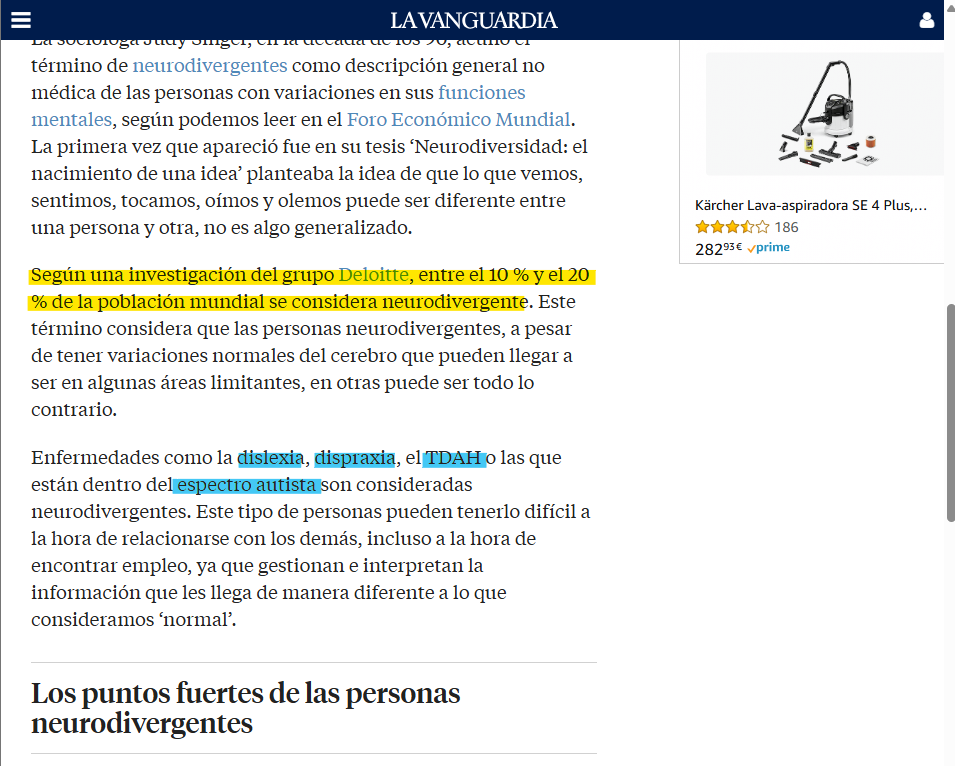 LA VANGUARDIA
La socióloga Judy Singer, en la década de los 90, acuñó el
término de neurodivergentes como descripción general no
médica de las personas con variaciones en sus funciones
mentales, según podemos leer en el Foro Económico Mundial.
La primera vez que apareció fue en su tesis ‘Neurodiversidad: el
nacimiento de una idea’ planteaba la idea de que lo que vemos,
sentimos, tocamos, oímos y olemos puede ser diferente entre
una persona y otra, no es algo generalizado.
Según una investigación del grupo Deloitte, entre el 10 % y el 20
% de la población mundial se considera neurodivergente. Este
término considera que las personas neurodivergentes, a pesar
de tener variaciones normales del cerebro que pueden llegar a
ser en algunas áreas limitantes, en otras puede ser todo lo
contrario.
Enfermedades como la dislexia, dispraxia, el TDAH o las que
están dentro del espectro autista son consideradas
neurodivergentes. Este tipo de personas pueden tenerlo difícil a
la hora de relacionarse con los demás, incluso a la hora de
encontrar empleo, ya que gestionan e interpretan la
información que les llega de manera diferente a lo que
consideramos ‘normal’.
Los puntos fuertes de las personas
neurodivergentes
Kärcher Lava-aspiradora SE 4 Plus,...
186
282,93 € prime